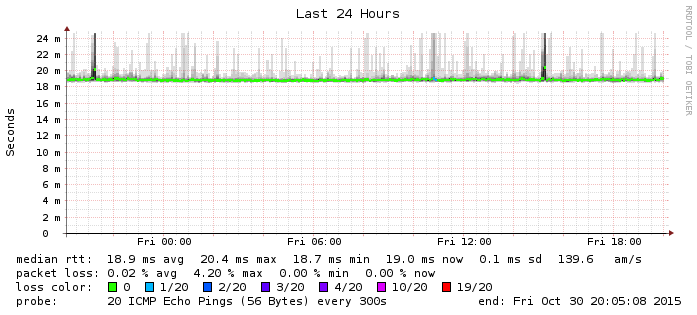 Last 24 Hours
RRDTOOL / TOBI OETIKER
Seconds
24 m
22 m
20 m
18 m
16 m
14 m
12 m
10 m
8 m
6 m
4 m
2 m
0
Fri 00:00 Fri 06:00 Fri 12:00 Fri 18:00
median rtt: 18.9 ms avg 20.4 ms max 18.7 ms min 19.0 ms now 0.1 ms sd 139.6 am/s
packet loss: 0.02 % avg 4.20 % max 0.00 % min 0.00 % now
loss color: 0 1/20 2/20 3/20 4/20 10/20 19/20
probe: 20 ICMP Echo Pings (56 Bytes) every 300s end: Fri Oct 30 20:05:08 2015